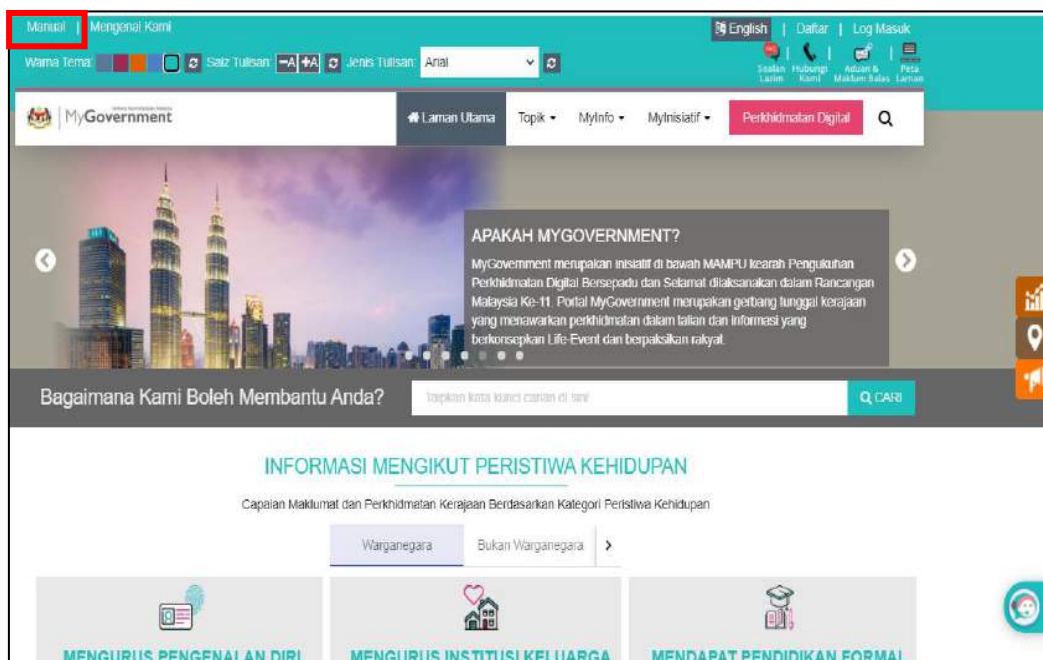 Manual | Mengenai Kami
English | Daftar | Log Masuk
Warna Tema: Saiz Tulisan: -A +A Jenis Tulisan: Arial
Soalan Lazim
Hubungi Kami
Aduan & Maklum Balas
Peta Laman
MyGovernment
Laman Utama Topik MyInfo MyInisiatif Perkhidmatan Digital
APAKAH MYGOVERNMENT?
MyGovernment merupakan inisiatif di bawah MAMPU kearah Pengukuhan
Perkhidmatan Digital Bersepadu dan Selamat dilaksanakan dalam Rancangan
Malaysia Ke-11. Portal MyGovernment merupakan gerbang tunggal kerajaan
yang menawarkan perkhidmatan dalam talian dan informasi yang
berkonsepkan Life-Event dan berpaksikan rakyat.
Bagaimana Kami Boleh Membantu Anda? Taipkan kata kunci carian di sini CARI
INFORMASI MENGIKUT PERISTIWA KEHIDUPAN
Capaian Maklumat dan Perkhidmatan Kerajaan Berdasarkan Kategori Peristiwa Kehidupan
Warganegara Bukan Warganegara
MENGURUS PENGENALAN DIRI MENGURUS INSTITUSI KELUARGA MENDAPAT PENDIDIKAN FORMAL